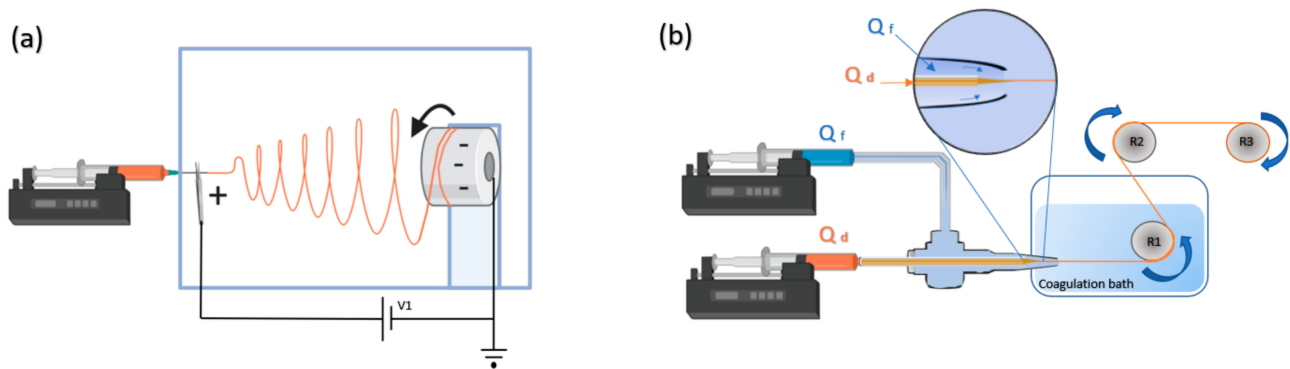 (a)
+
-
-
-
V1
(b)
Q f
Q d
Q f
Q d
R2
R3
R1
Coagulation bath